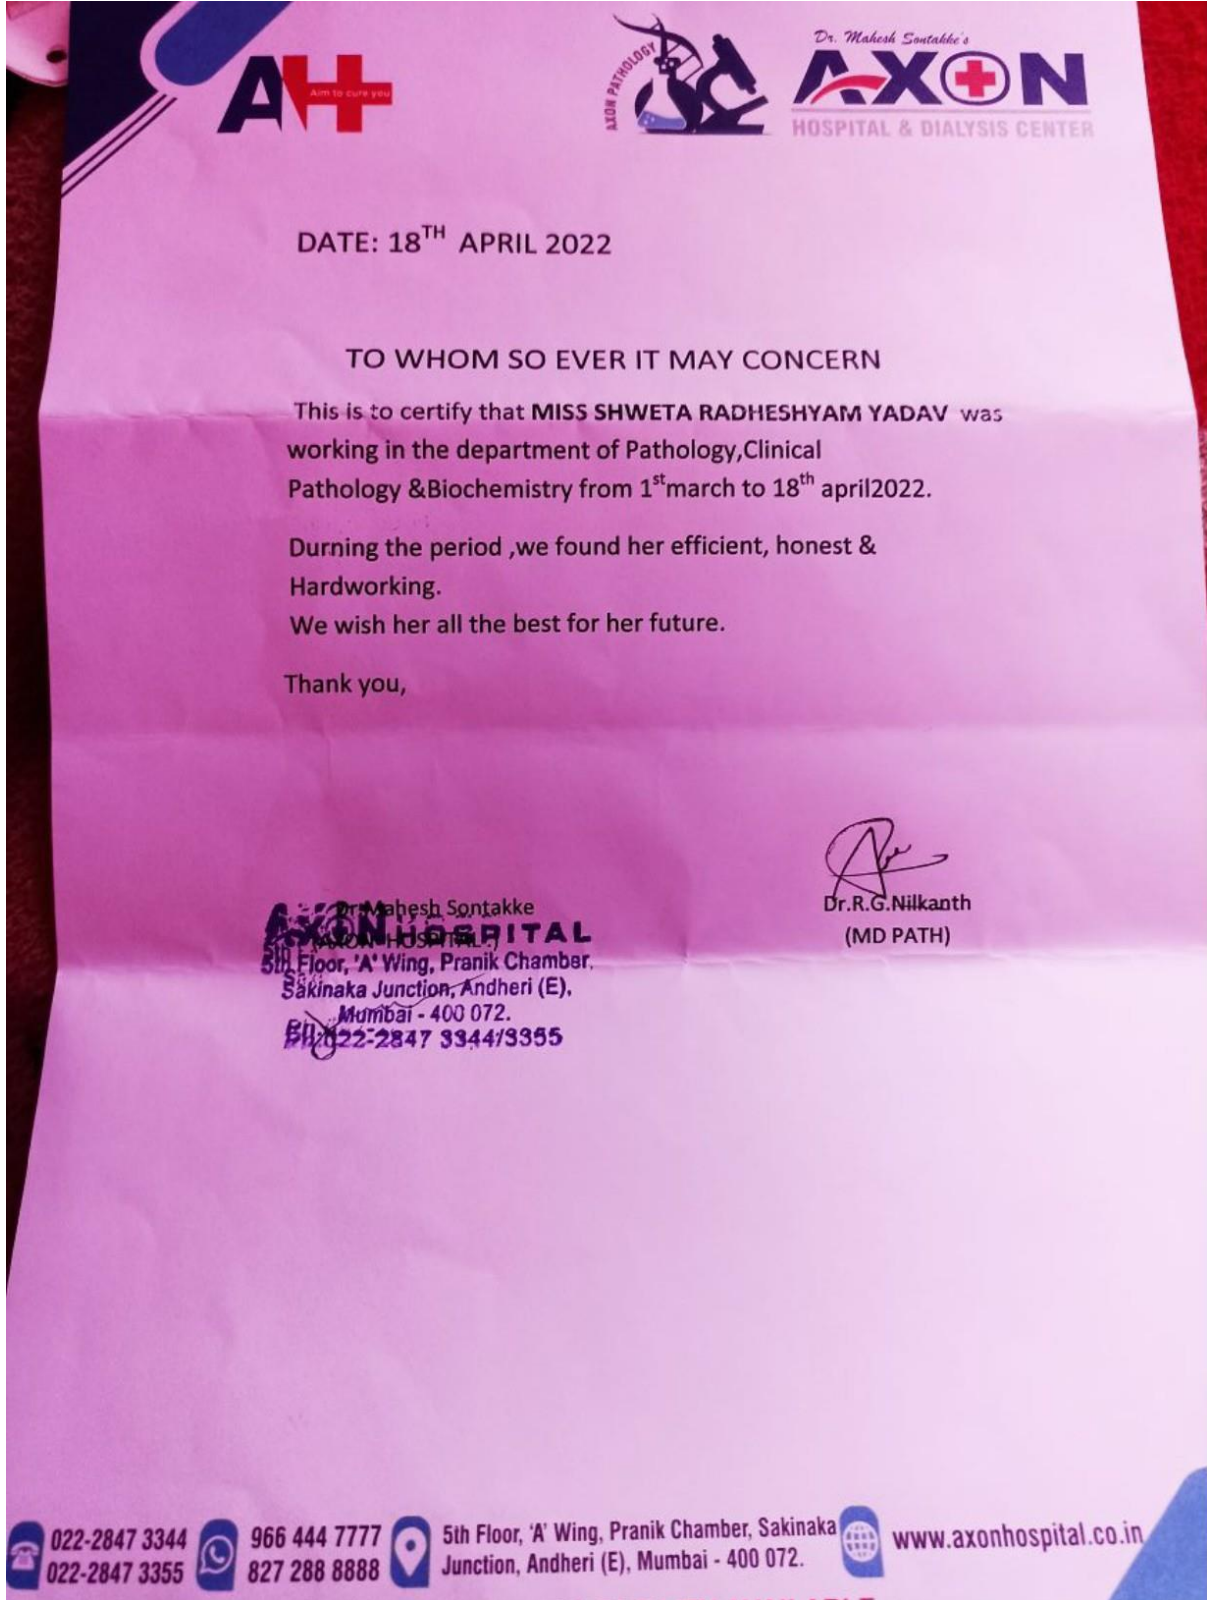 AH
Aim to cure you
AXON PATHOLOGY
Dr. Mahesh Sontakke's
AXON
HOSPITAL & DIALYSIS CENTER
DATE: 18TH APRIL 2022
TO WHOM SO EVER IT MAY CONCERN
This is to certify that MISS SHWETA RADHESHYAM YADAV was
working in the department of Pathology,Clinical
Pathology &Biochemistry from 1st march to 18th april2022.
Durning the period ,we found her efficient, honest &
Hardworking.
We wish her all the best for her future.
Thank you,
Dr.Mahesh Sontakke
(AXON HOSPITAL)
AXON HOSPITAL
5th Floor, 'A' Wing, Pranik Chamber,
Sakinaka Junction, Andheri (E),
Mumbai - 400 072.
Ph:022-2847 3344/3355
Dr.R.G.Nilkanth
(MD PATH)
022-2847 3344
022-2847 3355
966 444 7777
827 288 8888
5th Floor, 'A' Wing, Pranik Chamber, Sakinaka
Junction, Andheri (E), Mumbai - 400 072.
www.axonhospital.co.in